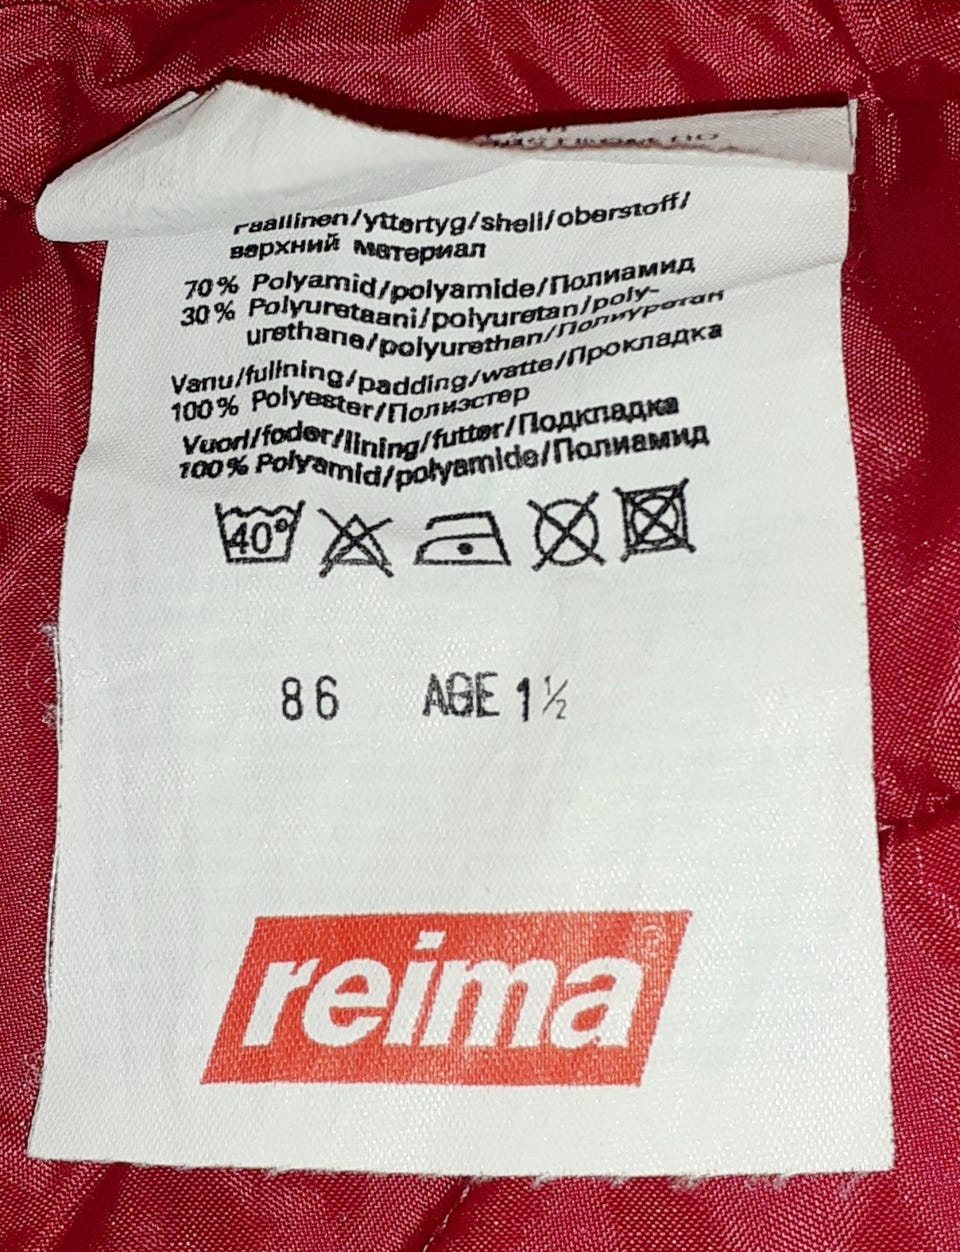 Päällinen/yttertyg/shell/oberstoff/
верхний материал
70% Polyamid/polyamide/Полиамид
30% Polyuretaani/polyuretan/poly-
urethane/polyurethan/Полиуретан
Vanu/fullning/padding/watte/Прокладка
100% Polyester/Полиэстер
Vuori/foder/lining/futter/Подкладка
100% Polyamid/polyamide/Полиамид
40°
86 AGE 1½
reima®